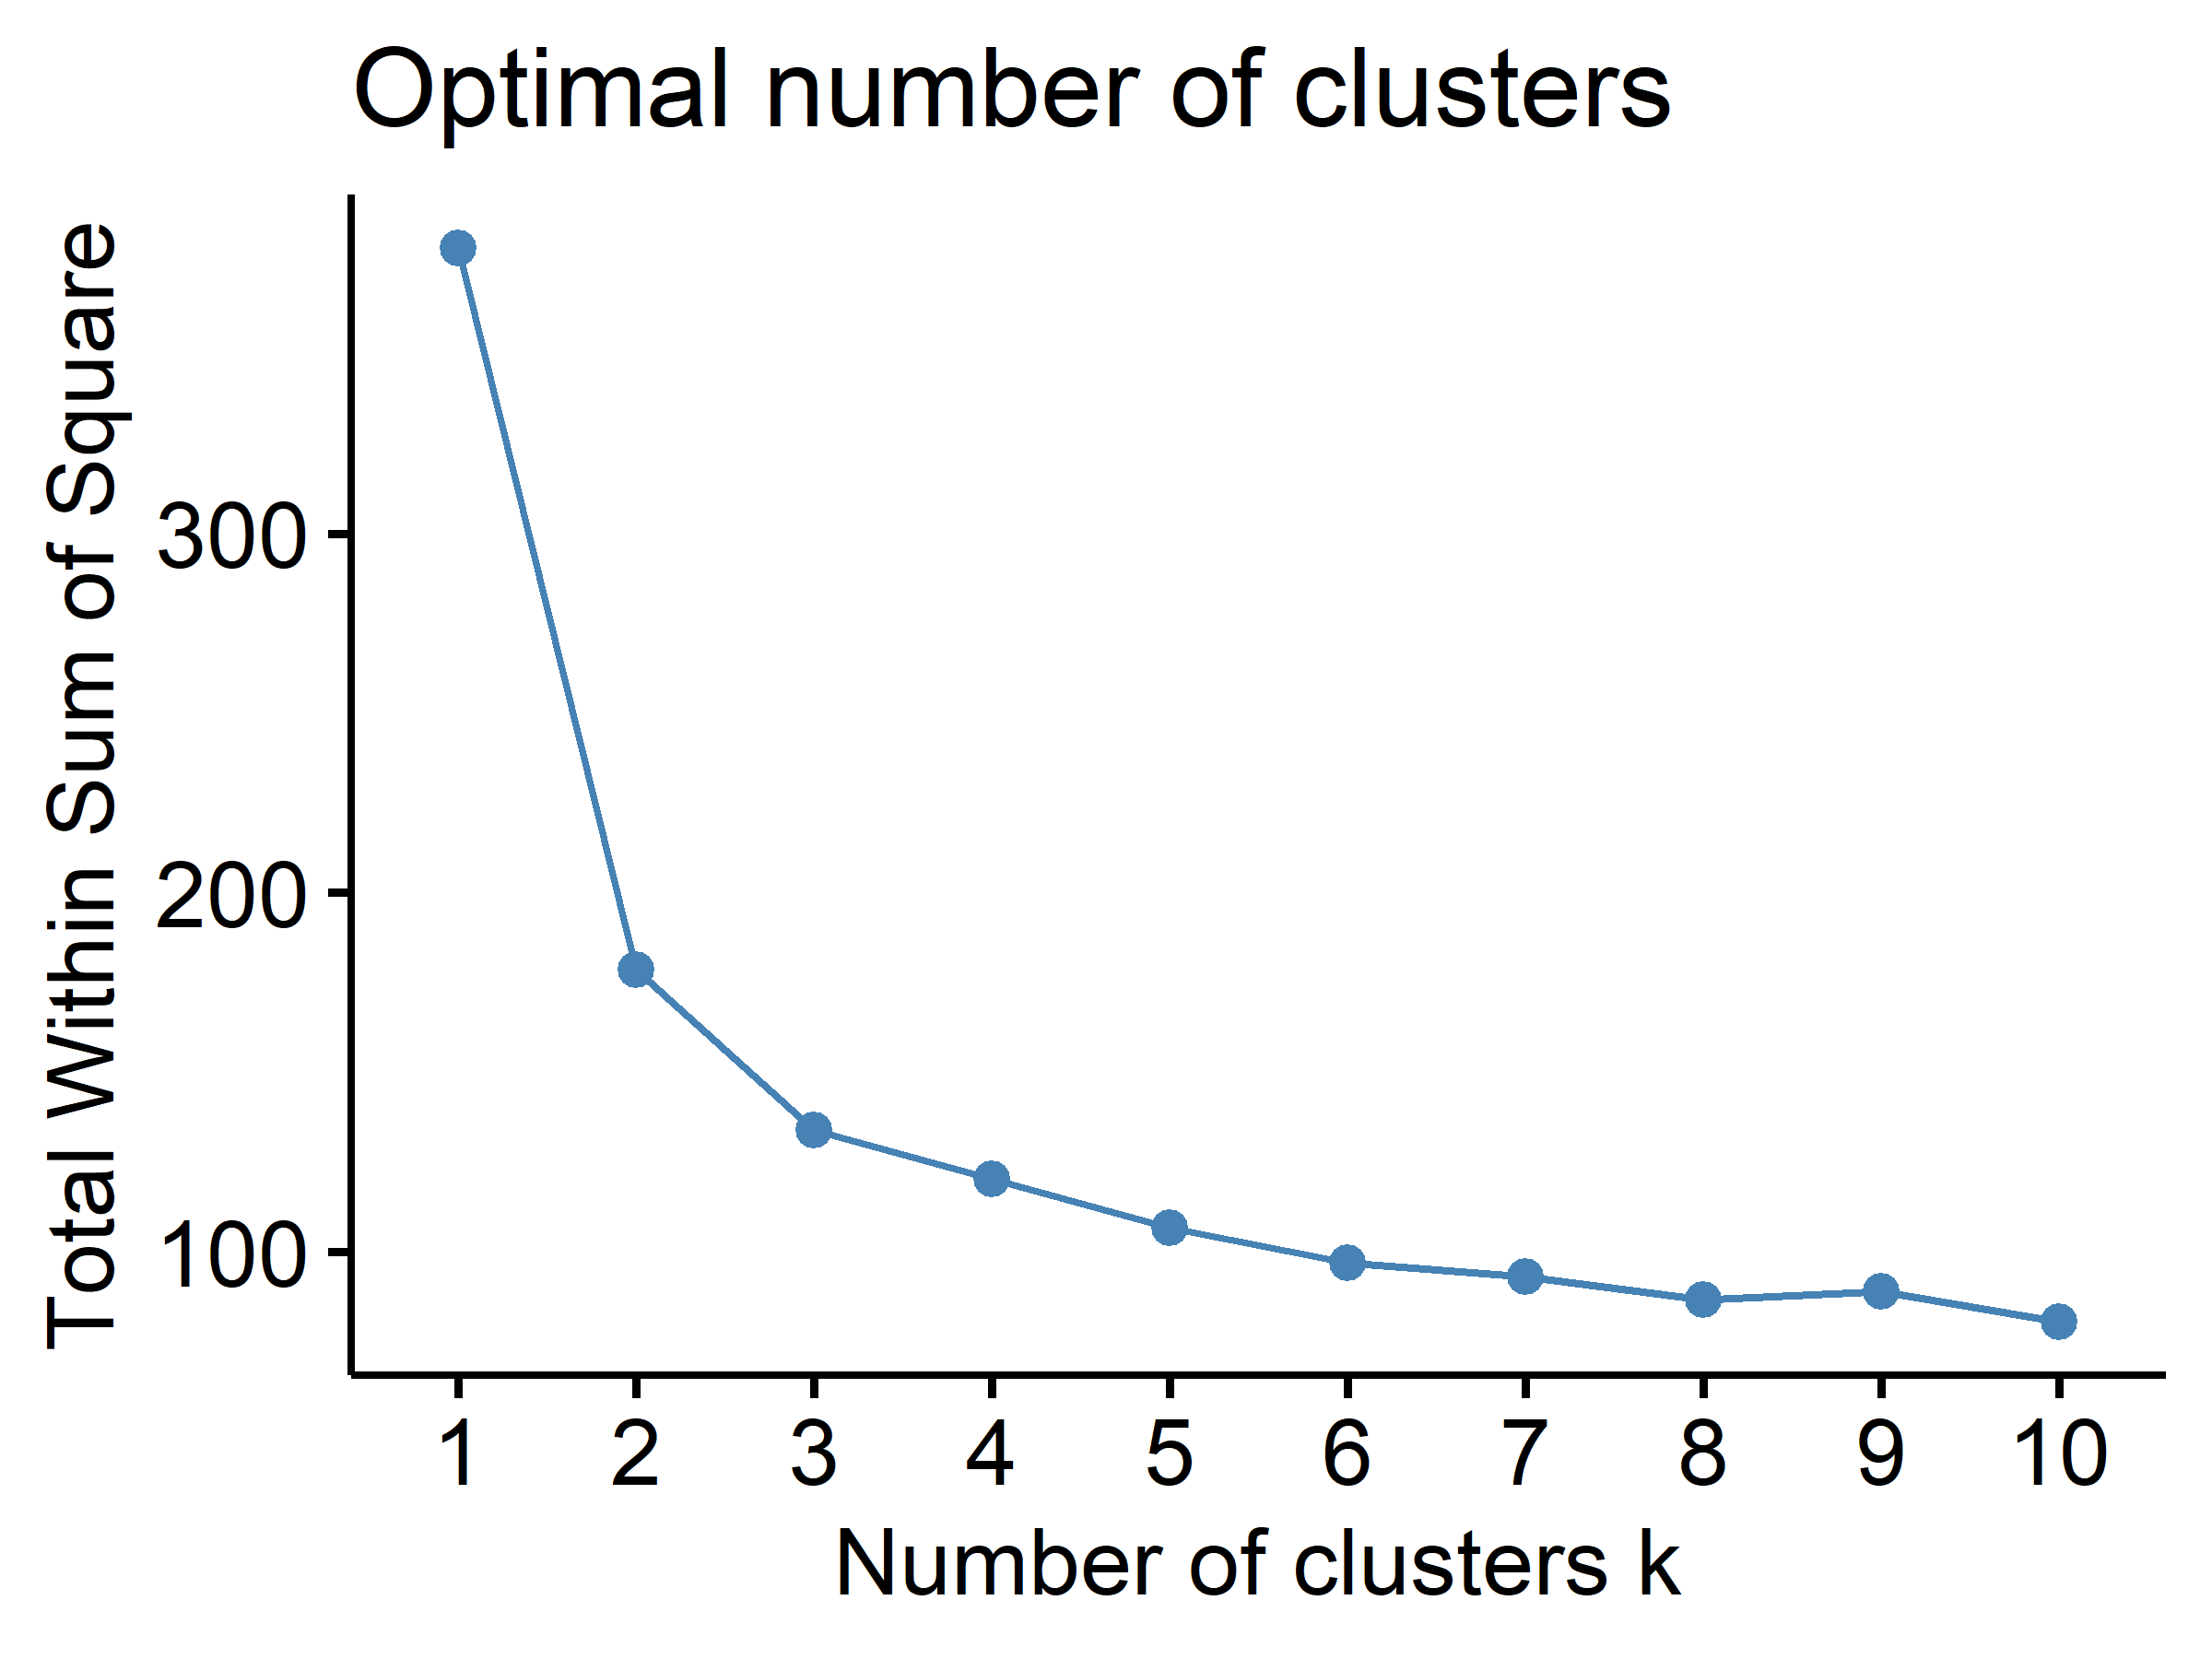 Optimal number of clusters
Total Within Sum of Square
300
200
100
1 2 3 4 5 6 7 8 9 10
Number of clusters k